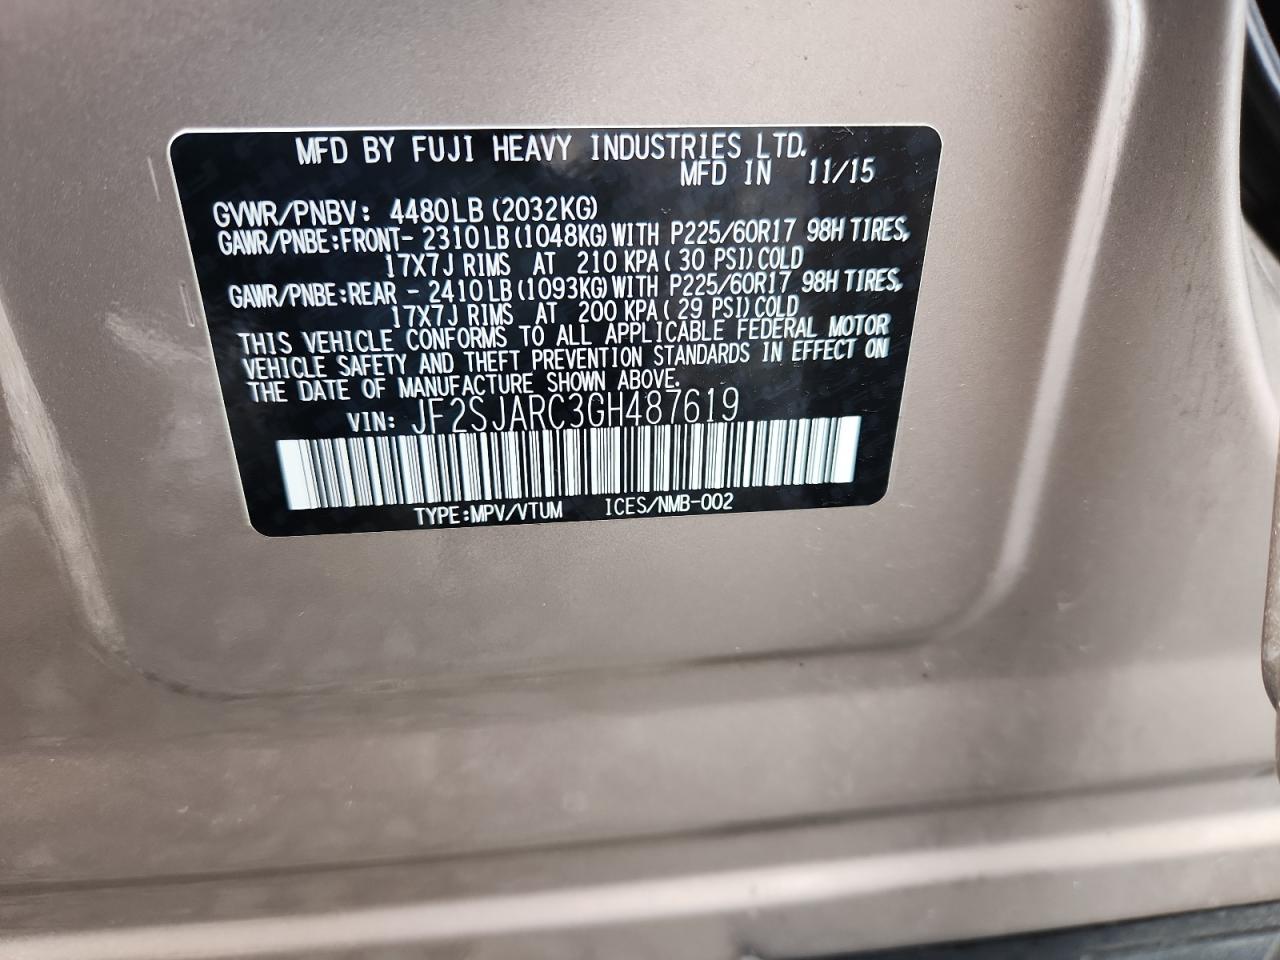 MFD BY FUJI HEAVY INDUSTRIES LTD.
MFD IN 11/15
GVWR/PNBV: 4480LB (2032KG)
GAWR/PNBE:FRONT- 2310LB(1048KG)WITH P225/60R17 98H TIRES,
17X7J RIMS AT 210 KPA(30 PSI)COLD
GAWR/PNBE:REAR - 2410LB(1093KG)WITH P225/60R17 98H TIRES,
17X7J RIMS AT 200 KPA(29 PSI)COLD
THIS VEHICLE CONFORMS TO ALL APPLICABLE FEDERAL MOTOR
VEHICLE SAFETY AND THEFT PREVENTION STANDARDS IN EFFECT ON
THE DATE OF MANUFACTURE SHOWN ABOVE.
VIN: JF2SJARC3GH487619
TYPE:MPV/VTUM ICES/NMB-002